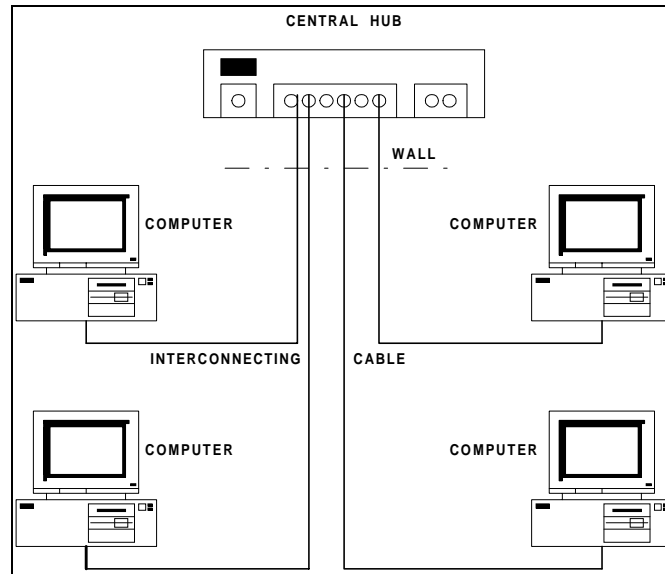 CENTRAL HUB
WALL
COMPUTER
COMPUTER
INTERCONNECTING CABLE
COMPUTER
COMPUTER